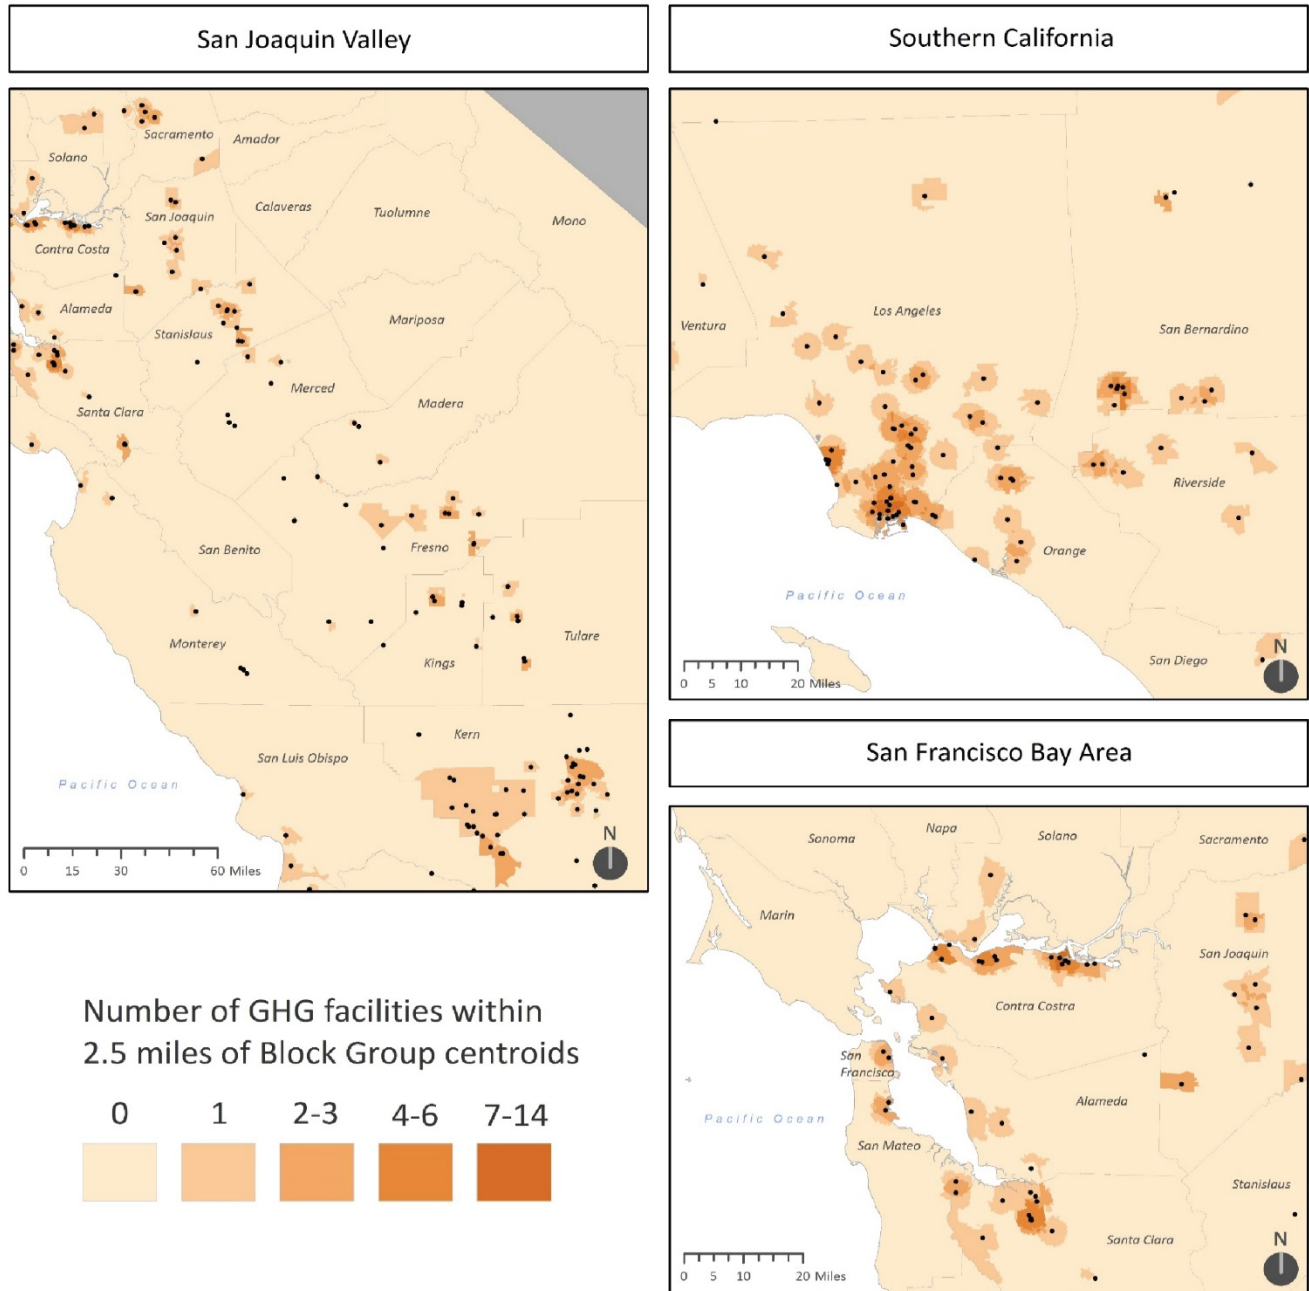 San Joaquin Valley
Sacramento
Amador
Solano
Calaveras
San Joaquin
Tuolumne
Mono
Contra Costa
Alameda
Stanislaus
Mariposa
Merced
Madera
Santa Clara
San Benito
Fresno
Monterey
Tulare
Kings
Kern
San Luis Obispo
Pacific Ocean
N
0 15 30 60 Miles
Number of GHG facilities within
2.5 miles of Block Group centroids
0 1 2-3 4-6 7-14
Southern California
Los Angeles
Ventura
San Bernardino
Riverside
Orange
Pacific Ocean
San Diego
N
0 5 10 20 Miles
San Francisco Bay Area
Napa
Sonoma
Solano
Sacramento
Marin
San Joaquin
Contra Costra
San
Francisco
Alameda
Pacific Ocean
San Mateo
Stanislaus
Santa Clara
N
0 5 10 20 Miles